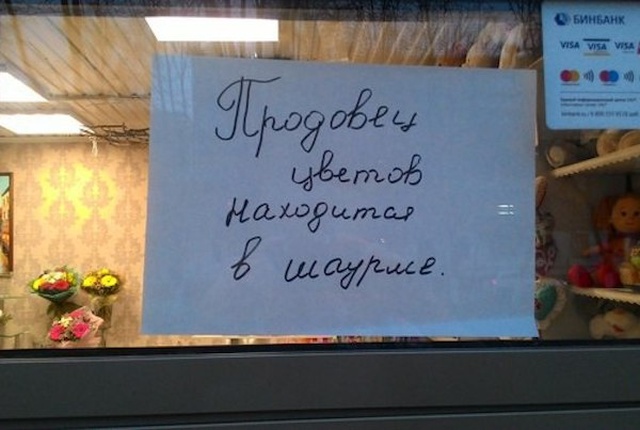 Продовец
цветов
находится
в шаурме.
БИНБАНК
VISA VISA VISA